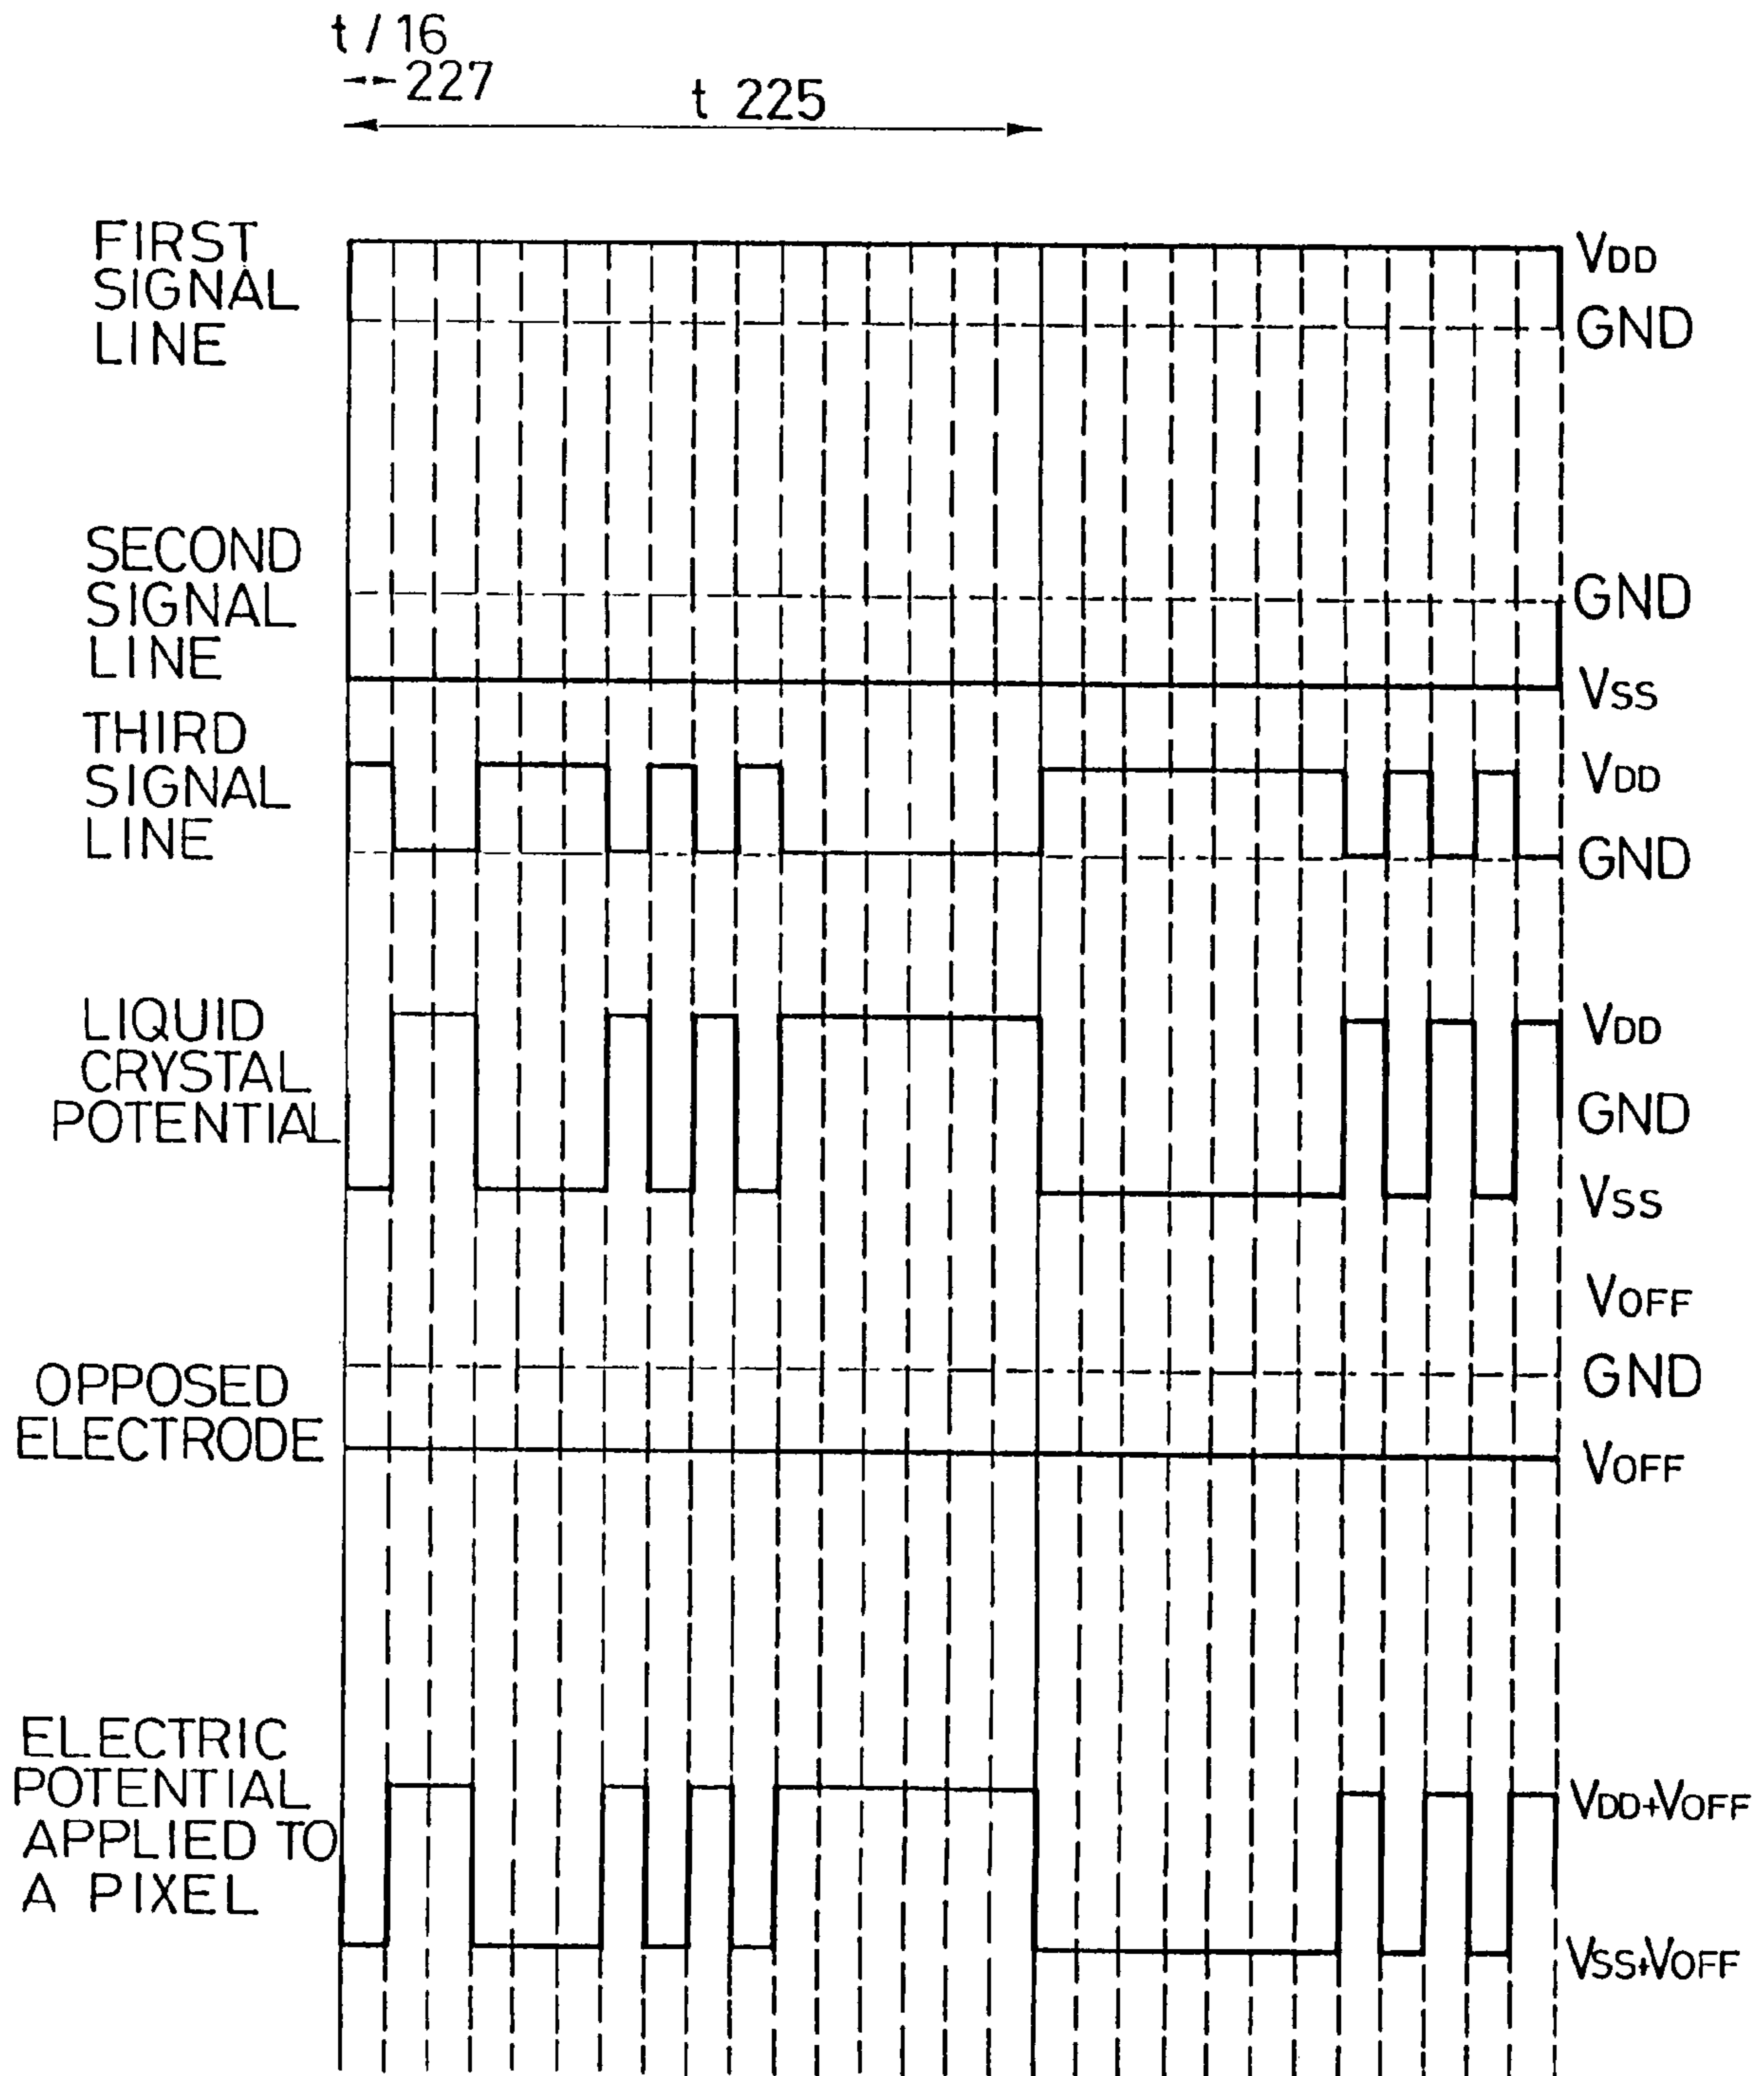 t / 16
227
t 225
FIRST
SIGNAL
LINE
VDD
GND
SECOND
SIGNAL
LINE
GND
VSS
THIRD
SIGNAL
LINE
VDD
GND
LIQUID
CRYSTAL
POTENTIAL
VDD
GND
VSS
VOFF
OPPOSED
ELECTRODE
GND
VOFF
ELECTRIC
POTENTIAL
APPLIED TO
A PIXEL
VDD+VOFF
VSS+VOFF